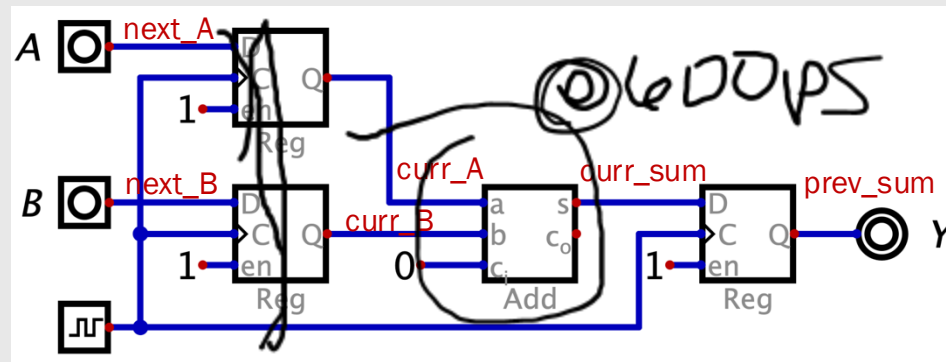 A next_A D C Q 1 en Reg
600ps
curr_A curr_sum prev_sum
B next_B D C Q 1 en Reg
curr_B
a b ci s co 0 Add
D C Q 1 en Reg
Y